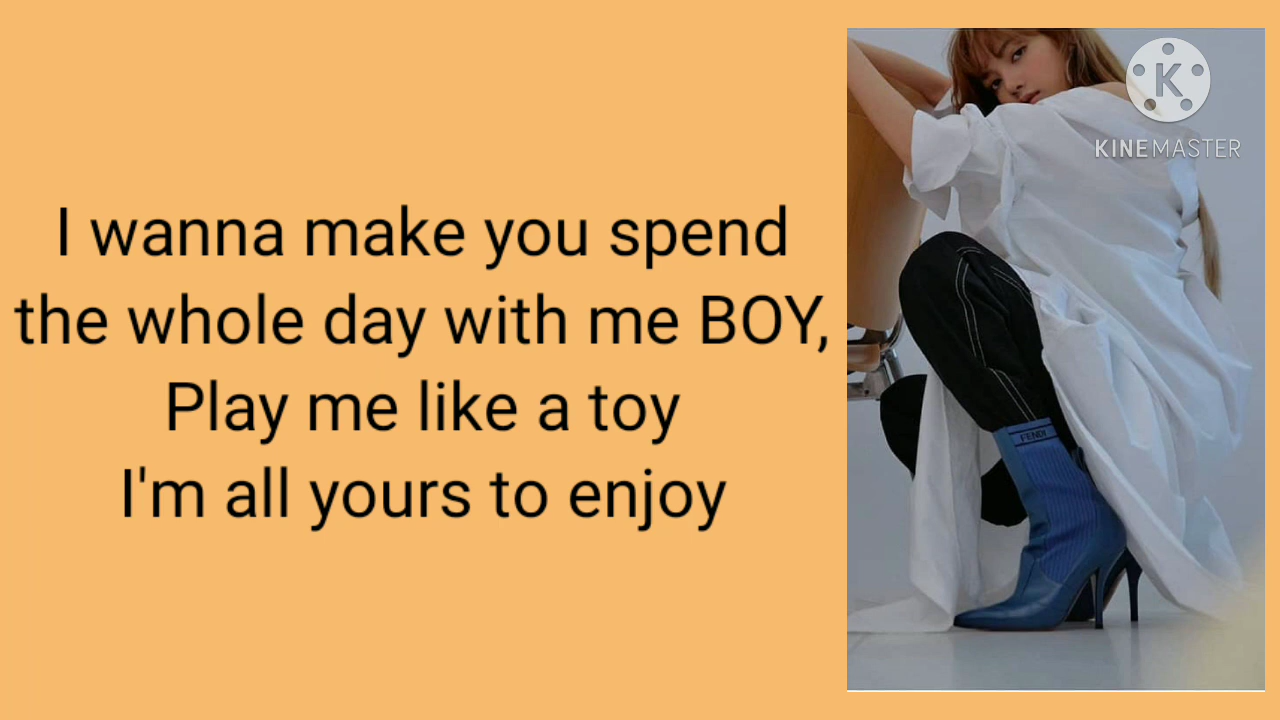 I wanna make you spend
the whole day with me BOY,
Play me like a toy
I'm all yours to enjoy
K
KINEMASTER
FENDI